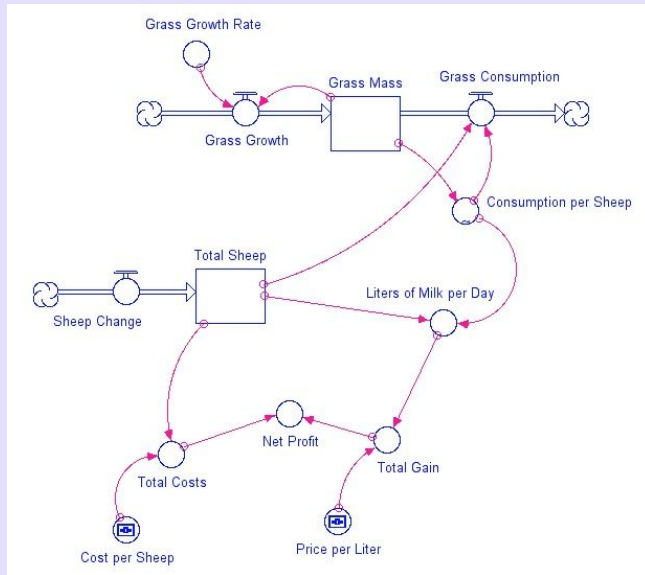 Grass Growth Rate
Grass Mass
Grass Consumption
Grass Growth
Consumption per Sheep
Total Sheep
Liters of Milk per Day
Sheep Change
Net Profit
Total Gain
Total Costs
Price per Liter
Cost per Sheep